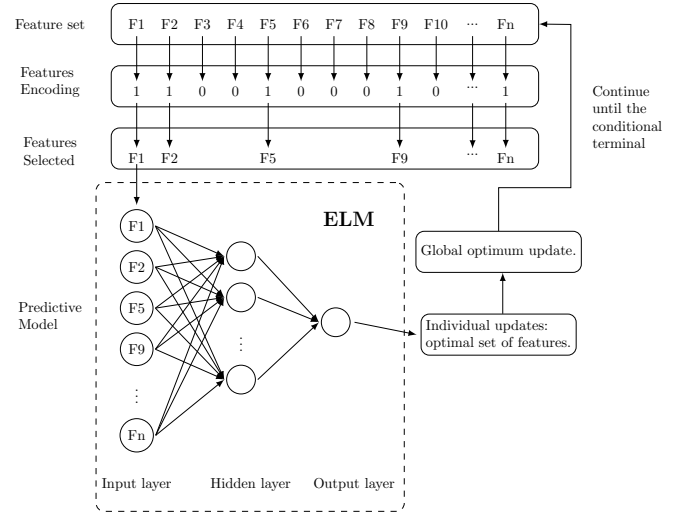 Feature set F1 F2 F3 F4 F5 F6 F7 F8 F9 F10 ... Fn
Features
Encoding
1 1 0 0 1 0 0 0 1 0 ... 1
Continue
until the
conditional
terminal
Features
Selected
F1 F2 F5 F9 ... Fn
ELM
F1
F2
F5
F9
⋮
Fn
⋮
Predictive
Model
Global optimum update.
Individual updates:
optimal set of features.
Input layer Hidden layer Output layer